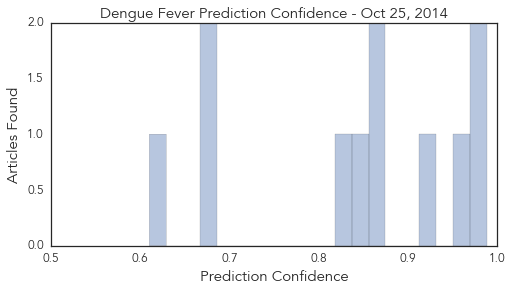 Dengue Fever Prediction Confidence - Oct 25, 2014
2.0
1.5
1.0
0.5
0.0
Articles Found
0.5 0.6 0.7 0.8 0.9 1.0
Prediction Confidence